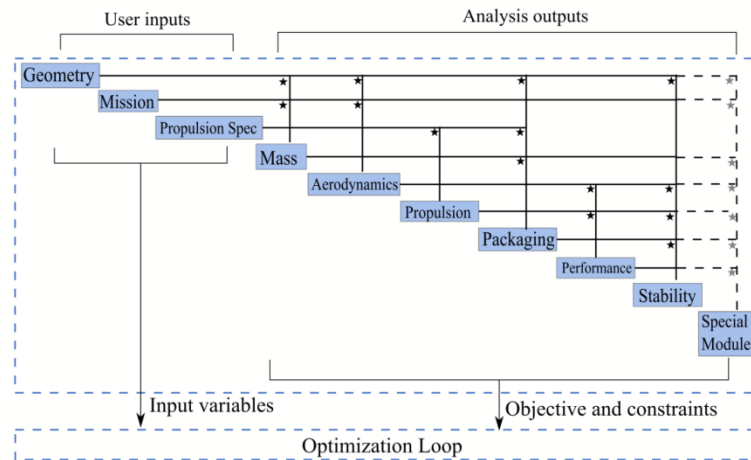 User inputs
Analysis outputs
Geometry
Mission
Propulsion Spec
Mass
Aerodynamics
Propulsion
Packaging
Performance
Stability
Special
Module
Input variables
Objective and constraints
Optimization Loop